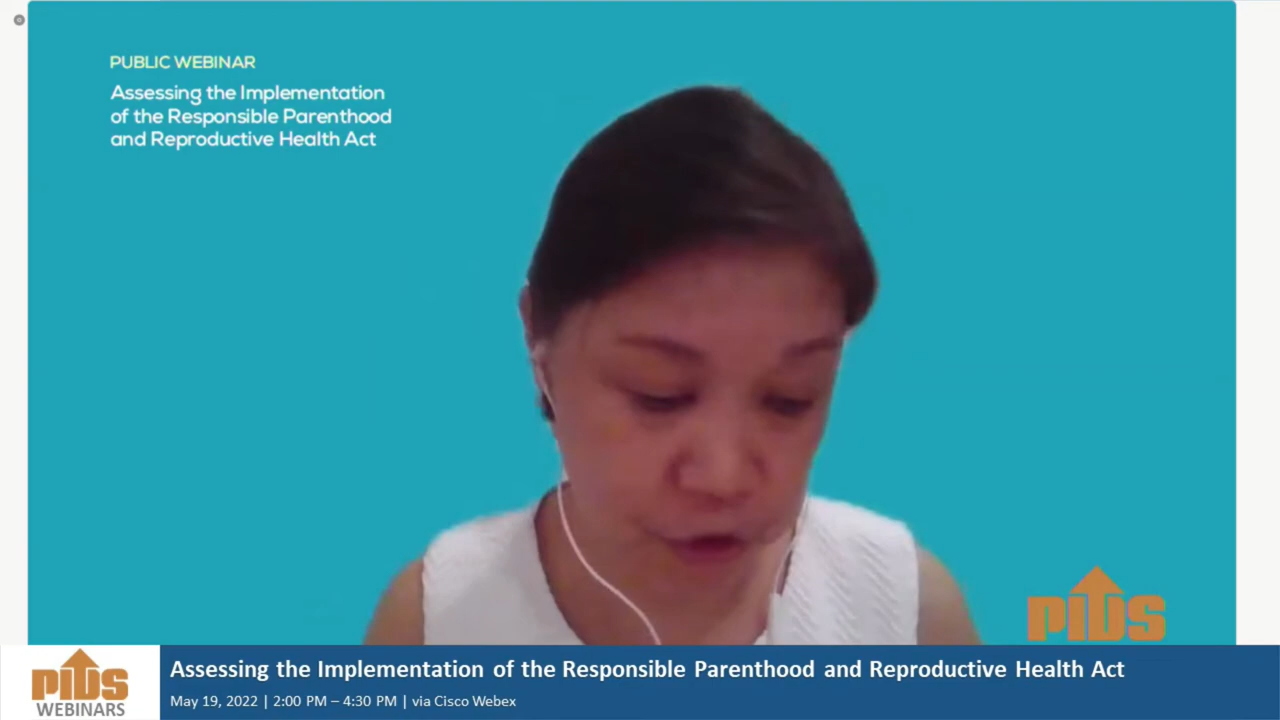 PUBLIC WEBINAR
Assessing the Implementation
of the Responsible Parenthood
and Reproductive Health Act
PIDS
PIDS
WEBINARS
Assessing the Implementation of the Responsible Parenthood and Reproductive Health Act
May 19, 2022 | 2:00 PM – 4:30 PM | via Cisco Webex